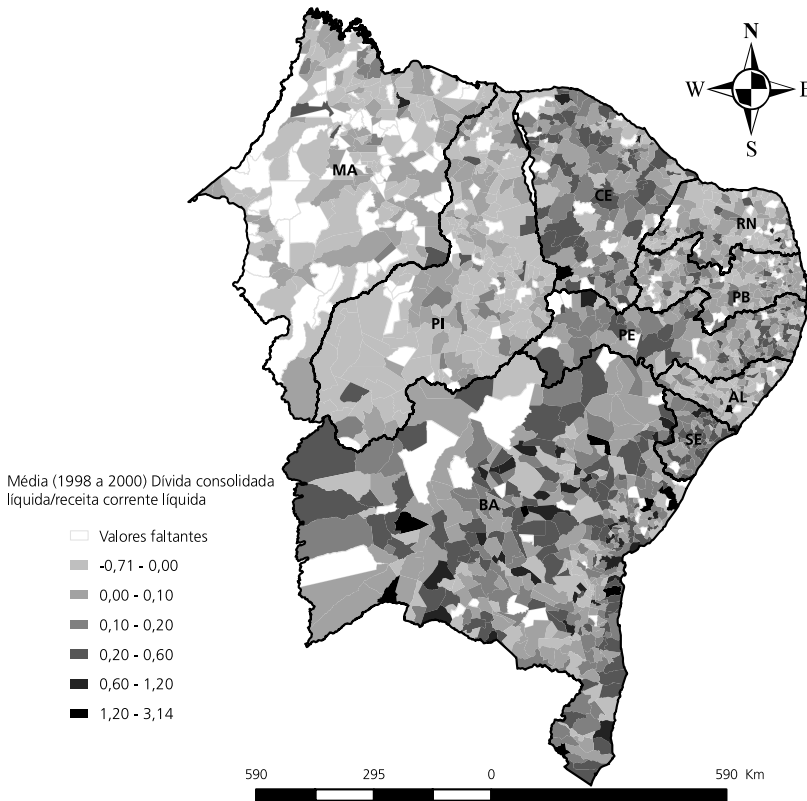 N
W
E
S
MA
CE
RN
PB
PI
PE
AL
SE
BA
Média (1998 a 2000) Dívida consolidada
líquida/receita corrente líquida
Valores faltantes
-0,71 - 0,00
0,00 - 0,10
0,10 - 0,20
0,20 - 0,60
0,60 - 1,20
1,20 - 3,14
590 295 0 590 Km